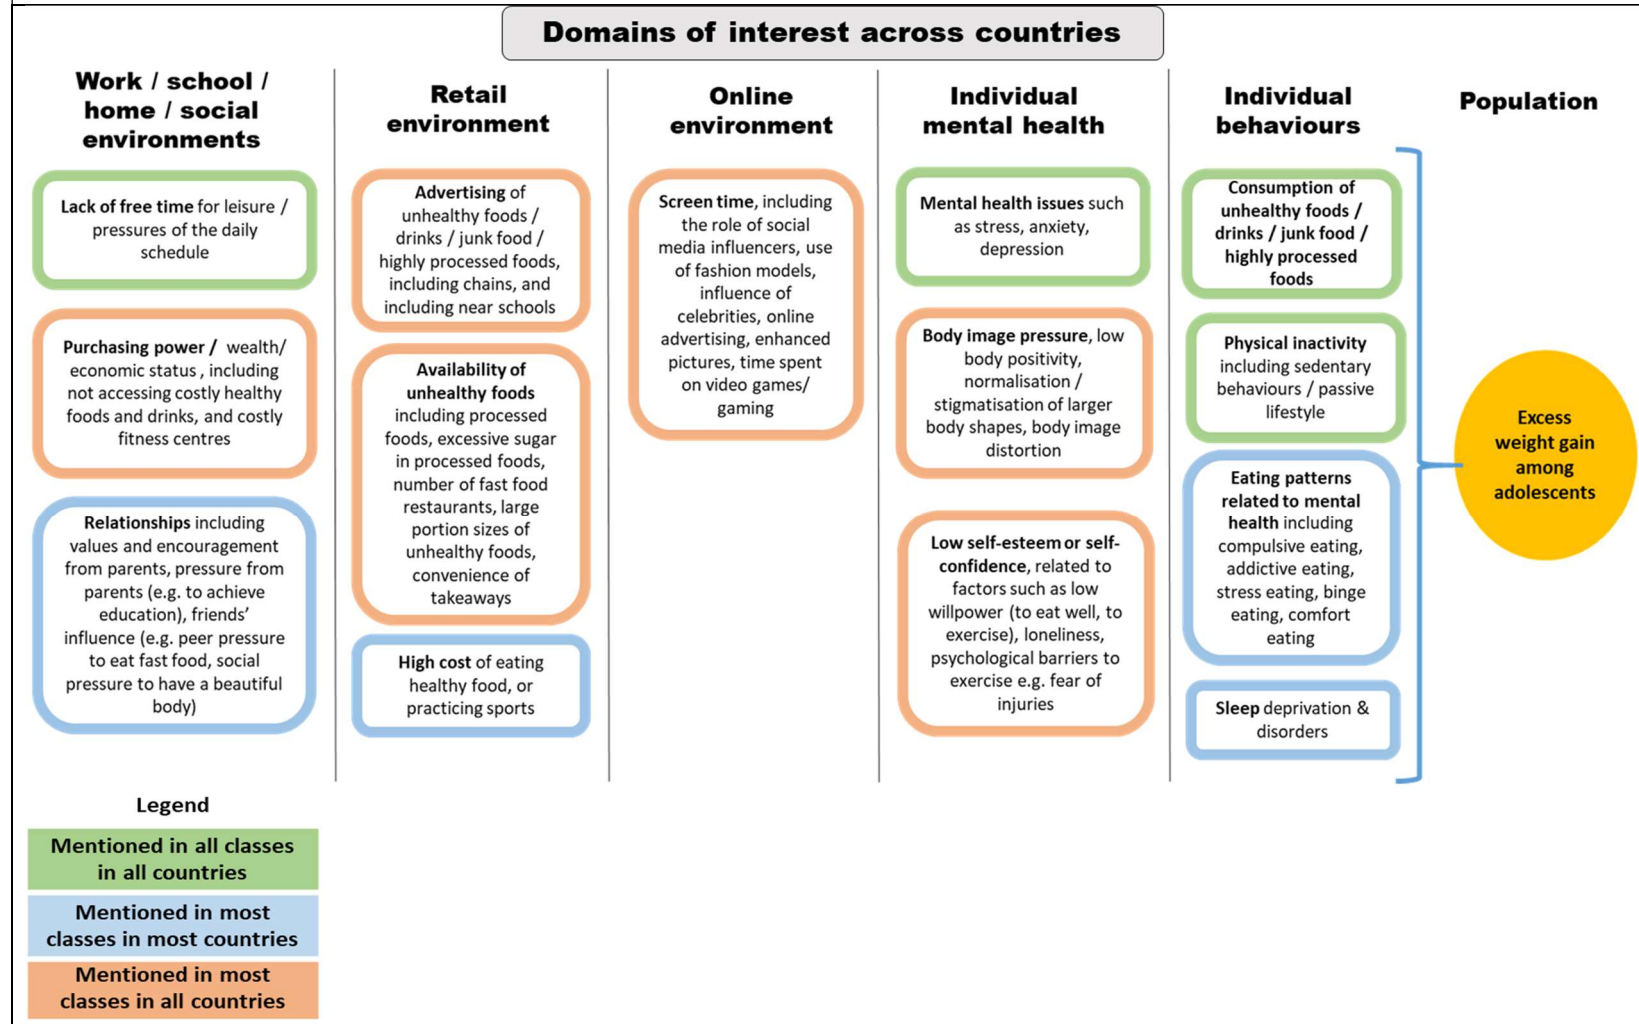 Domains of interest across countries
Work / school /
home / social
environments
Lack of free time for leisure /
pressures of the daily
schedule
Purchasing power / wealth/
economic status , including
not accessing costly healthy
foods and drinks, and costly
fitness centres
Relationships including
values and encouragement
from parents, pressure from
parents (e.g. to achieve
education), friends’
influence (e.g. peer pressure
to eat fast food, social
pressure to have a beautiful
body)
Retail
environment
Advertising of
unhealthy foods /
drinks / junk food /
highly processed foods,
including chains, and
including near schools
Availability of
unhealthy foods
including processed
foods, excessive sugar
in processed foods,
number of fast food
restaurants, large
portion sizes of
unhealthy foods,
convenience of
takeaways
High cost of eating
healthy food, or
practicing sports
Online
environment
Screen time, including
the role of social
media influencers, use
of fashion models,
influence of
celebrities, online
advertising, enhanced
pictures, time spent
on video games/
gaming
Individual
mental health
Mental health issues such
as stress, anxiety,
depression
Body image pressure, low
body positivity,
normalisation /
stigmatisation of larger
body shapes, body image
distortion
Low self-esteem or self-
confidence, related to
factors such as low
willpower (to eat well, to
exercise), loneliness,
psychological barriers to
exercise e.g. fear of
injuries
Individual
behaviours
Consumption of
unhealthy foods /
drinks / junk food /
highly processed
foods
Physical inactivity
including sedentary
behaviours / passive
lifestyle
Eating patterns
related to mental
health including
compulsive eating,
addictive eating,
stress eating, binge
eating, comfort
eating
Sleep deprivation &
disorders
Population
Excess
weight gain
among
adolescents
Legend
Mentioned in all classes
in all countries
Mentioned in most
classes in most countries
Mentioned in most
classes in all countries